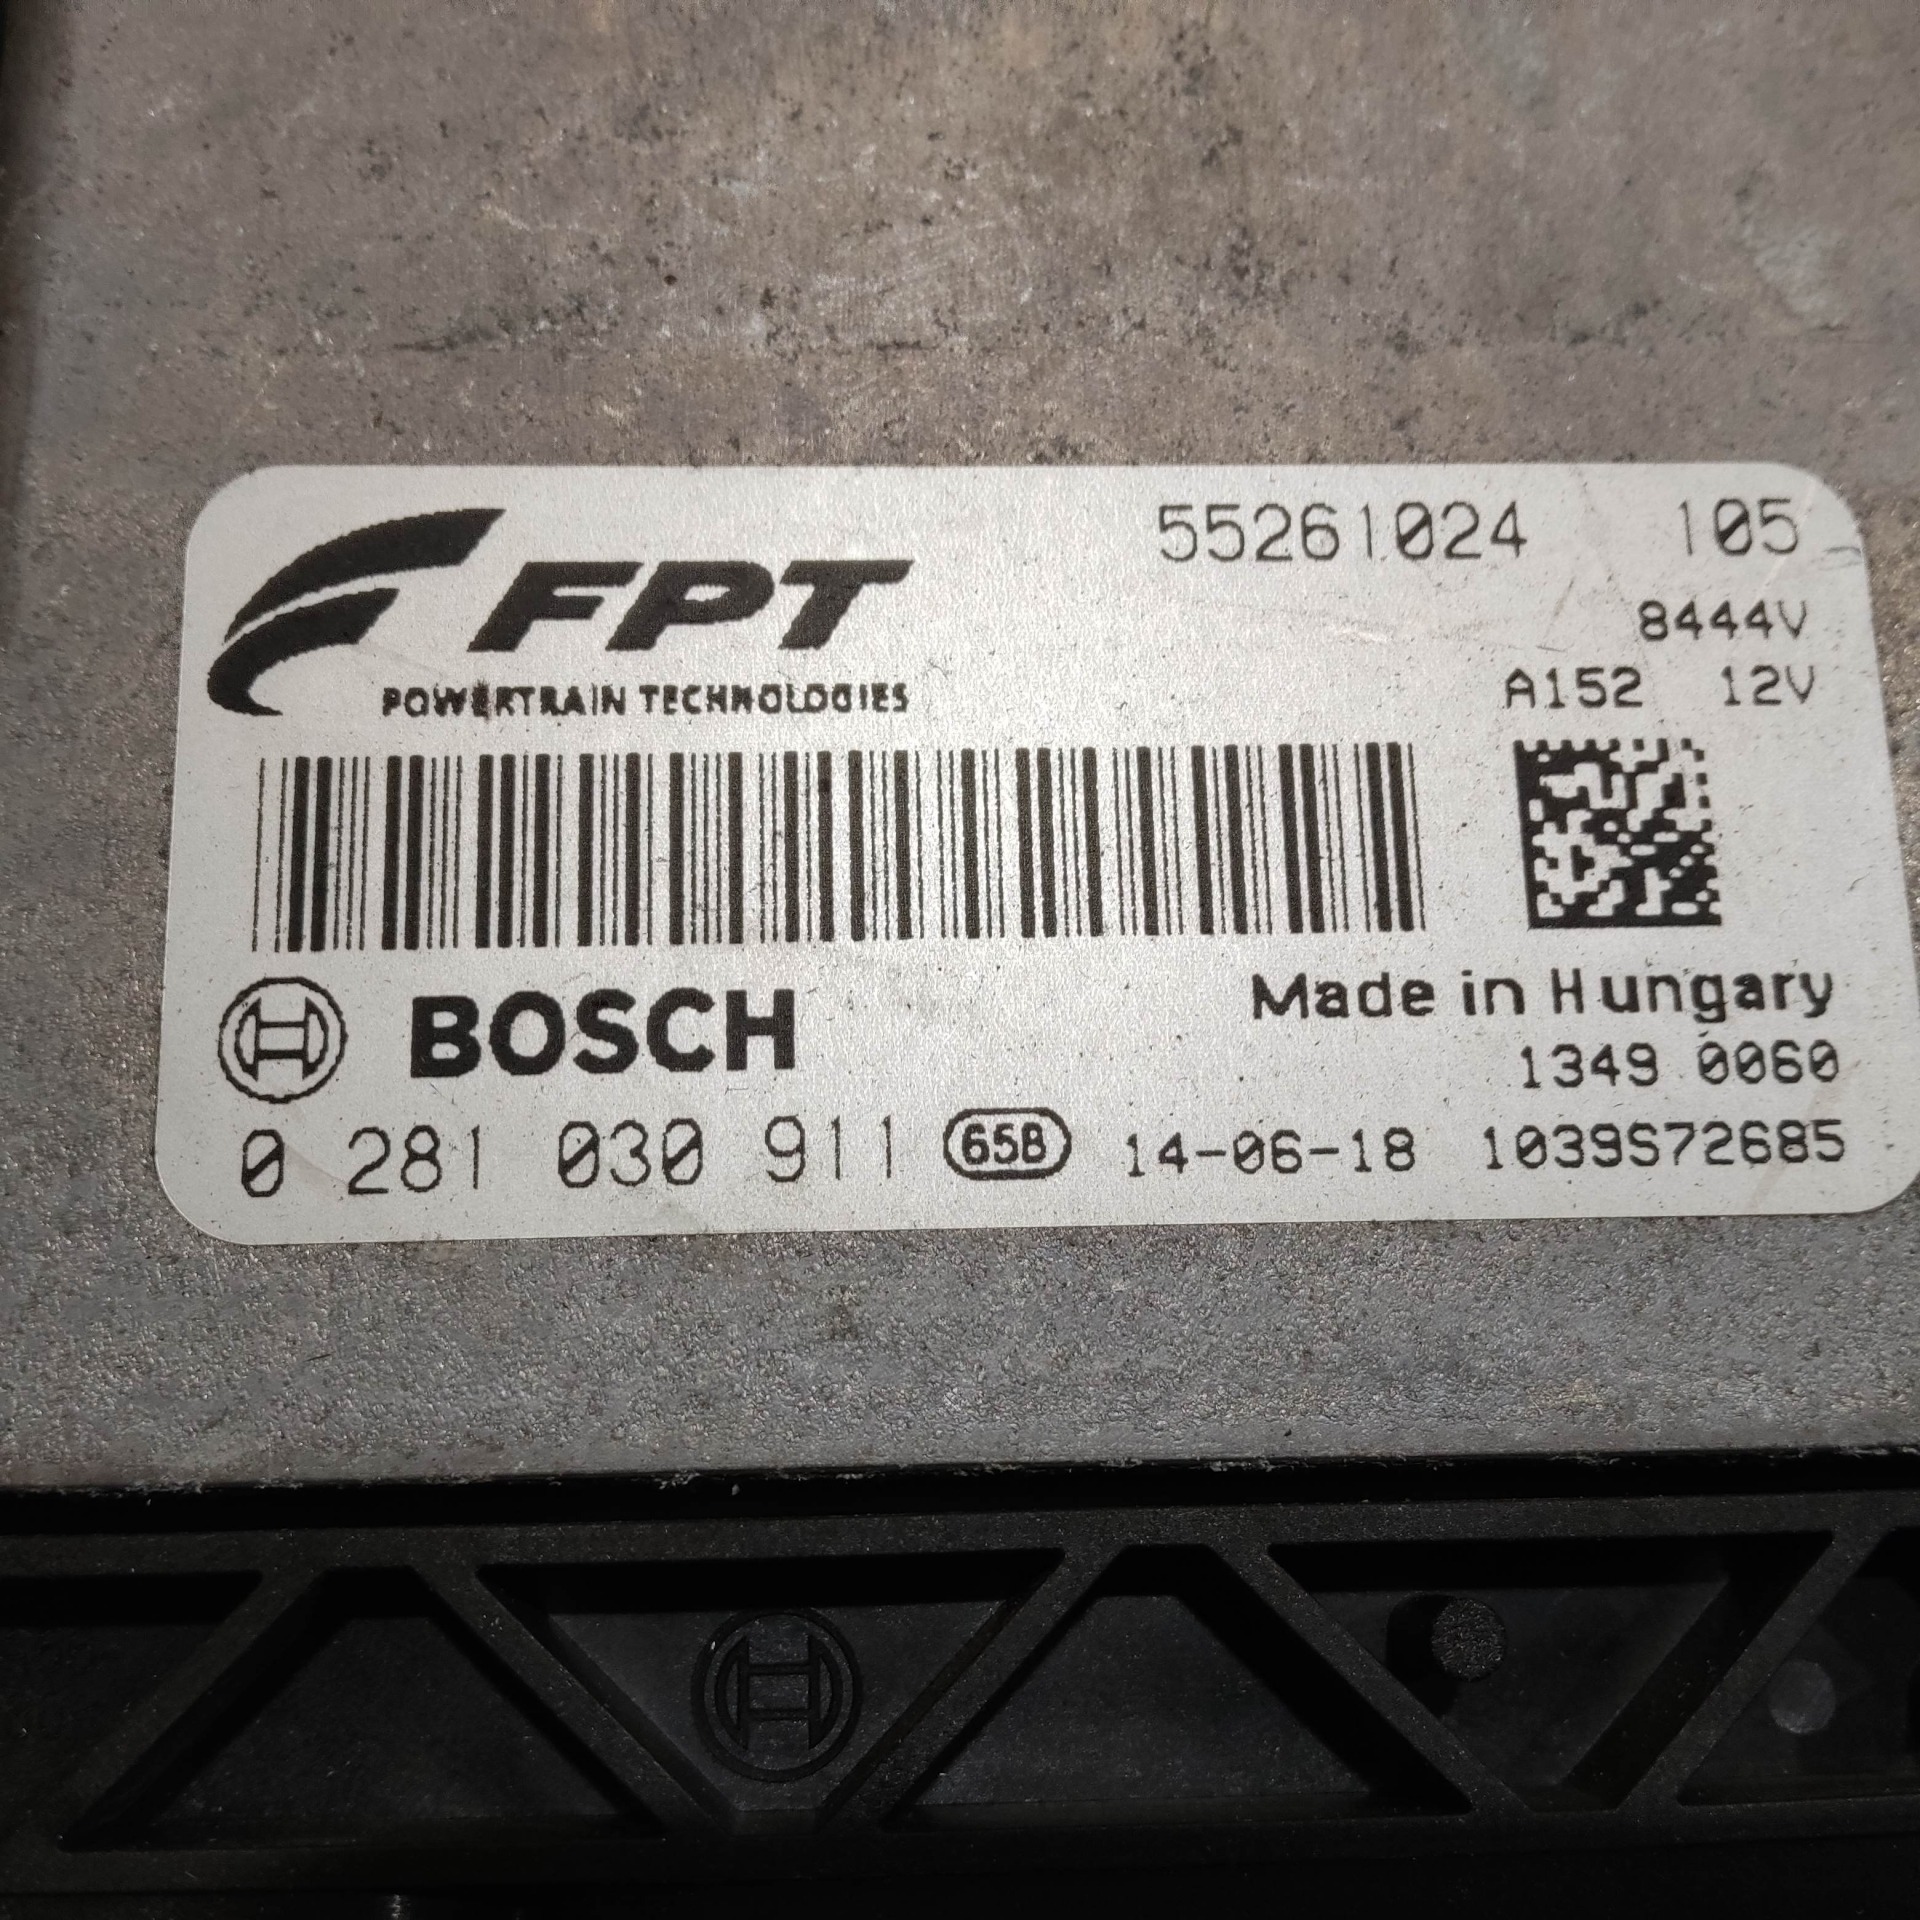 FPT
POWERTRAIN TECHNOLOGIES
55261024 105
8444V
A152 12V
BOSCH
Made in Hungary
1349 0060
0 281 030 911 65B 14-06-18 1039S72685